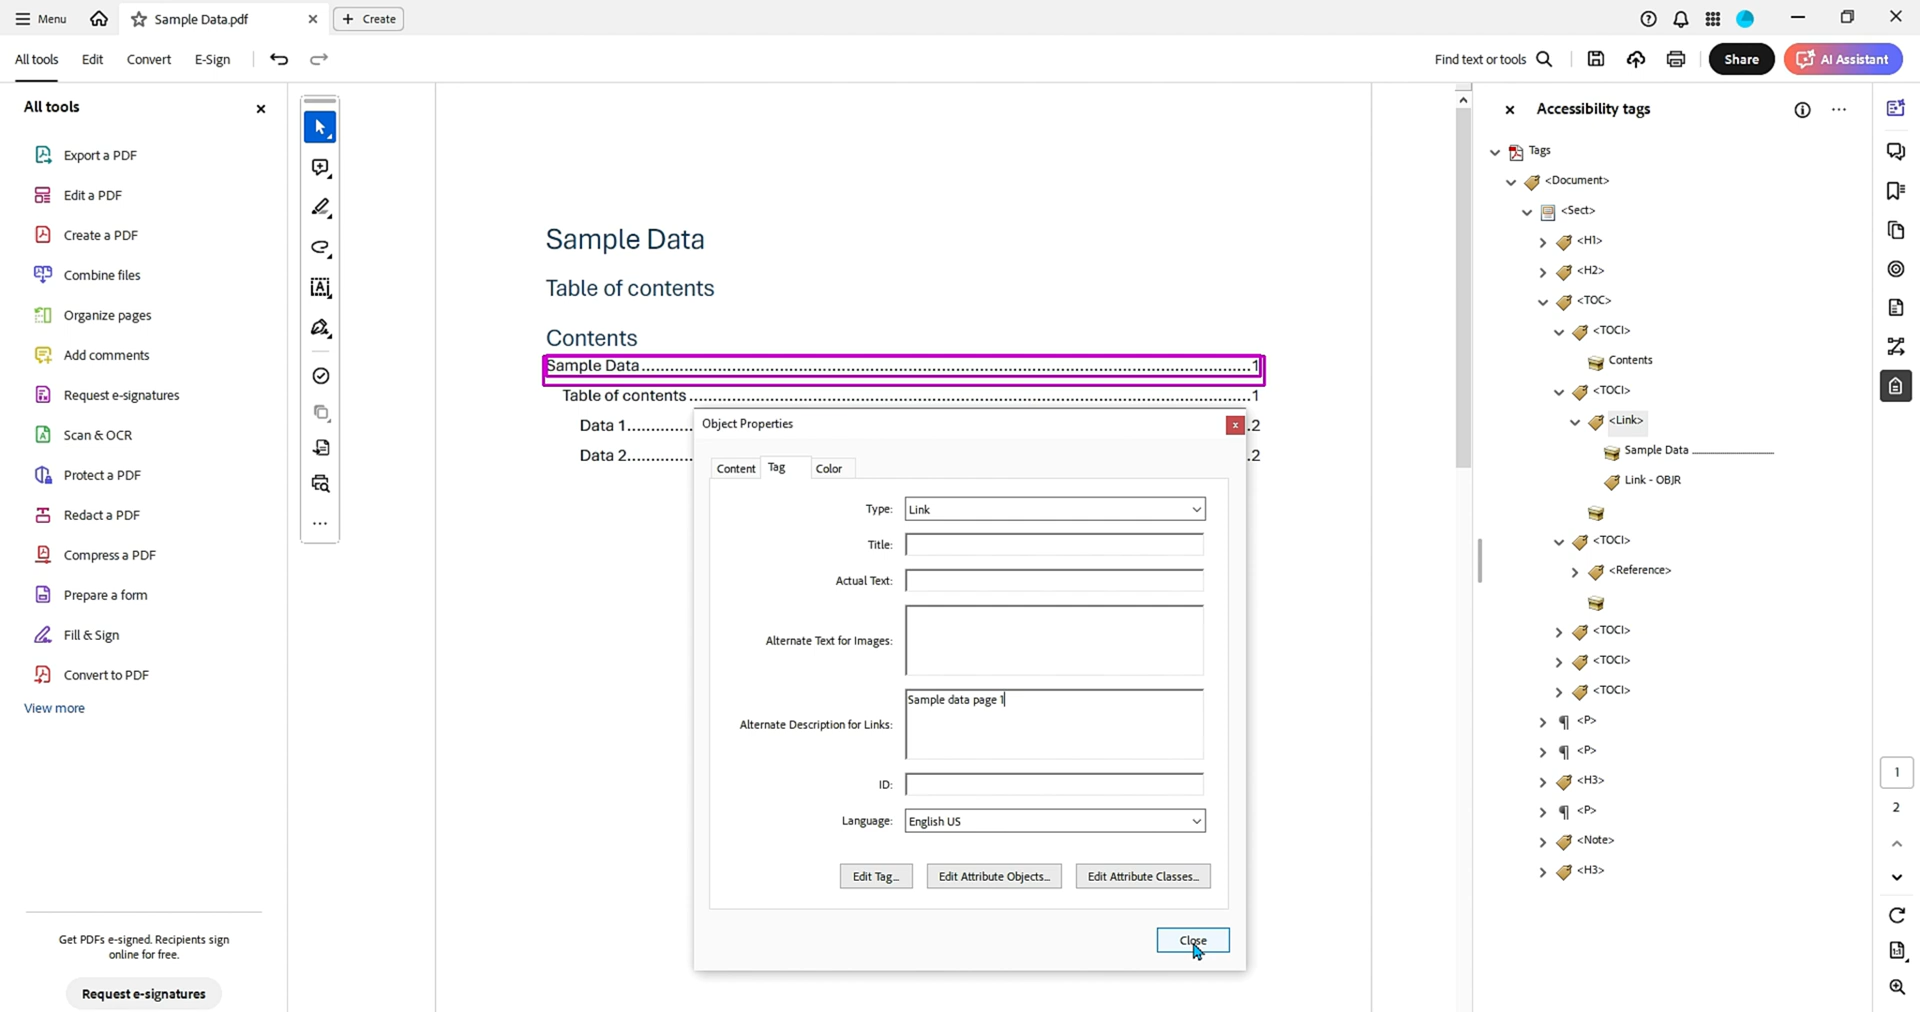 Menu
Sample Data.pdf
Create
All tools
Edit
Convert
E-Sign
Find text or tools
Share
AI Assistant
All tools
Export a PDF
Edit a PDF
Create a PDF
Combine files
Organize pages
Add comments
Request e-signatures
Scan & OCR
Protect a PDF
Redact a PDF
Compress a PDF
Prepare a form
Fill & Sign
Convert to PDF
View more
Get PDFs e-signed. Recipients sign
online for free.
Request e-signatures
Sample Data
Table of contents
Contents
Sample Data....................................................................1
Table of contents....................................................................1
Data 1.............2
Data 2.............2
Object Properties
x
Content
Tag
Color
Type:
Link
Title:
Actual Text:
Alternate Text for Images:
Alternate Description for Links:
Sample data page 1
ID:
Language:
English US
Edit Tag...
Edit Attribute Objects...
Edit Attribute Classes...
Close
Accessibility tags
Tags
<Document>
<Sect>
<H1>
<H2>
<TOC>
<TOCI>
Contents
<TOCI>
<Link>
Sample Data ........................
Link - OBJR
<TOCI>
<Reference>
<TOCI>
<TOCI>
<TOCI>
<P>
<P>
<H3>
<P>
<Note>
<H3>
1
2